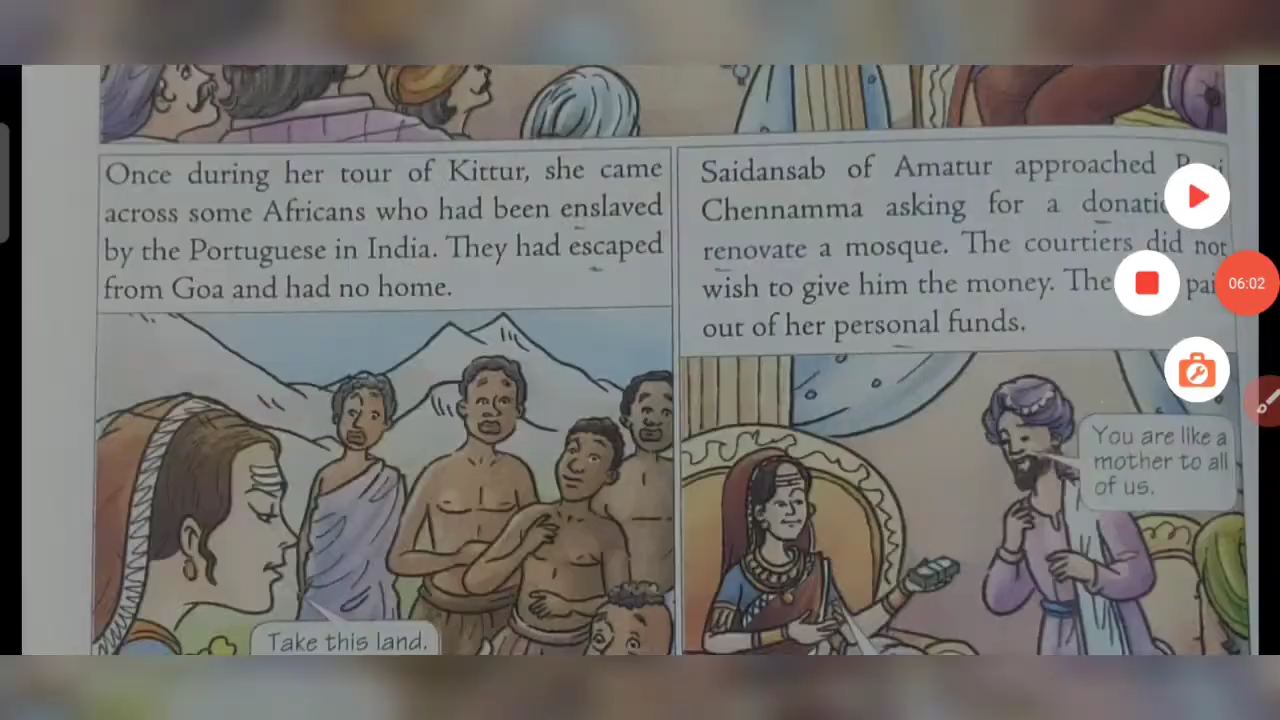 Once during her tour of Kittur, she came
across some Africans who had been enslaved
by the Portuguese in India. They had escaped
from Goa and had no home.
Take this land.
Saidansab of Amatur approached
Chennamma asking for a
renovate a mosque. The courtiers did not
wish to give him the money. The
out of her personal funds.
You are like a
mother to all
of us.
06:02